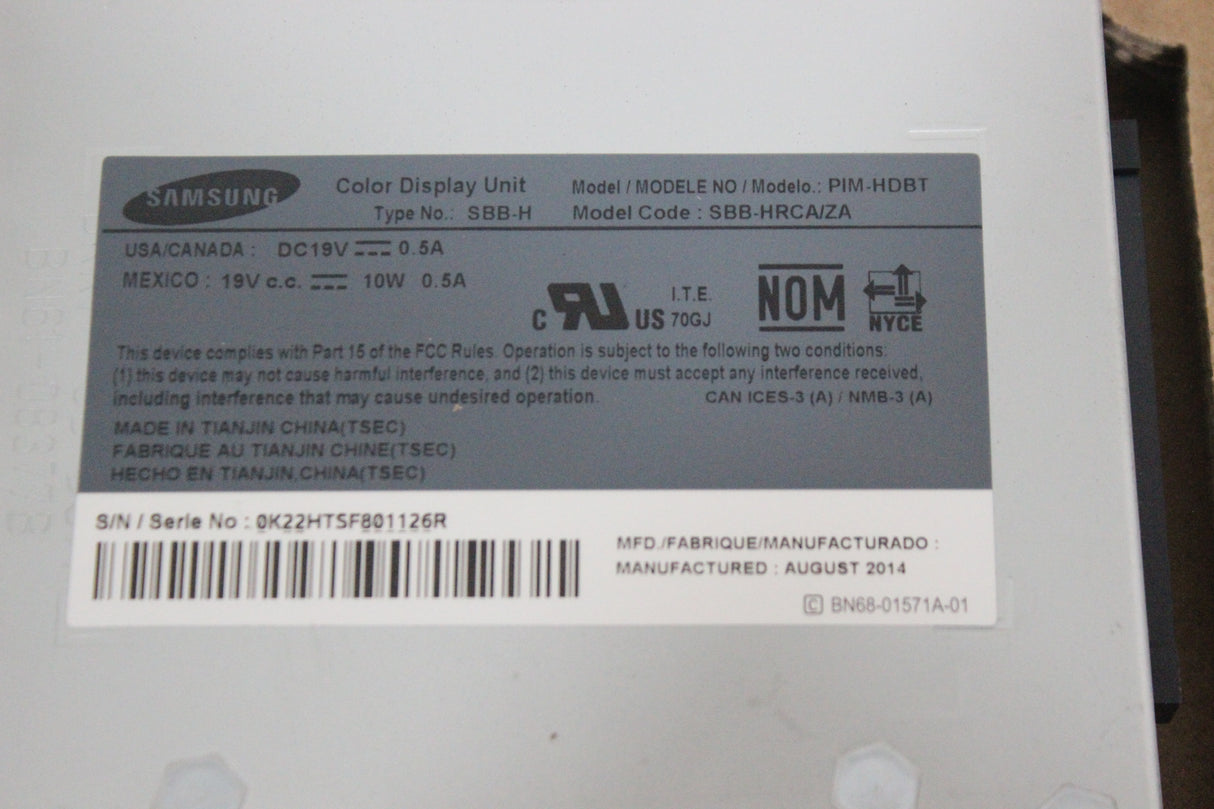 SAMSUNG
Color Display Unit
Type No.: SBB-H
Model / MODELE NO / Modelo.: PIM-HDBT
Model Code : SBB-HRCA/ZA
USA/CANADA : DC19V 0.5A
MEXICO : 19V c.c. 10W 0.5A
C UL US
I.T.E.
70GJ
NOM
NYCE
This device complies with Part 15 of the FCC Rules. Operation is subject to the following two conditions:
(1) this device may not cause harmful interference, and (2) this device must accept any interference received,
including interference that may cause undesired operation.
CAN ICES-3 (A) / NMB-3 (A)
MADE IN TIANJIN CHINA(TSEC)
FABRIQUE AU TIANJIN CHINE(TSEC)
HECHO EN TIANJIN,CHINA(TSEC)
S/N / Serie No : 0K22HTSF801126R
MFD./FABRIQUE/MANUFACTURADO :
MANUFACTURED : AUGUST 2014
C BN68-01571A-01